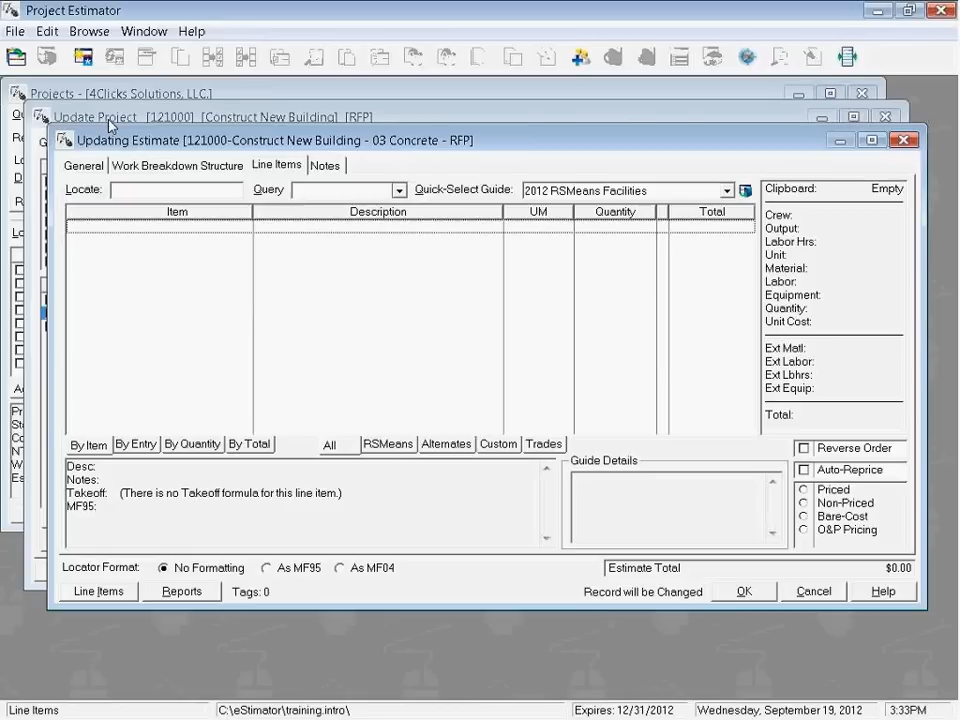 Project Estimator
File Edit Browse Window Help
Projects - [4Clicks Solutions, LLC.]
Update Project [121000] [Construct New Building] [RFP]
Updating Estimate [121000-Construct New Building - 03 Concrete - RFP]
General Work Breakdown Structure Line Items Notes
Locate: Query Quick-Select Guide: 2012 RSMeans Facilities
Item Description UM Quantity Total
Clipboard: Empty
Crew:
Output:
Labor Hrs:
Unit:
Material:
Labor:
Equipment:
Quantity:
Unit Cost:
Ext Matl:
Ext Labor:
Ext Lbhrs:
Ext Equip:
Total:
By Item By Entry By Quantity By Total All RSMeans Alternates Custom Trades
Reverse Order
Auto-Reprice
Priced
Non-Priced
Bare-Cost
O&P Pricing
Desc:
Notes:
Takeoff: (There is no Takeoff formula for this line item.)
MF95:
Guide Details
Locator Format: No Formatting As MF95 As MF04
Estimate Total $0.00
Line Items Reports Tags: 0 Record will be Changed OK Cancel Help
Line Items C:\eStimator\training.intro\ Expires: 12/31/2012 Wednesday, September 19, 2012 3:33PM